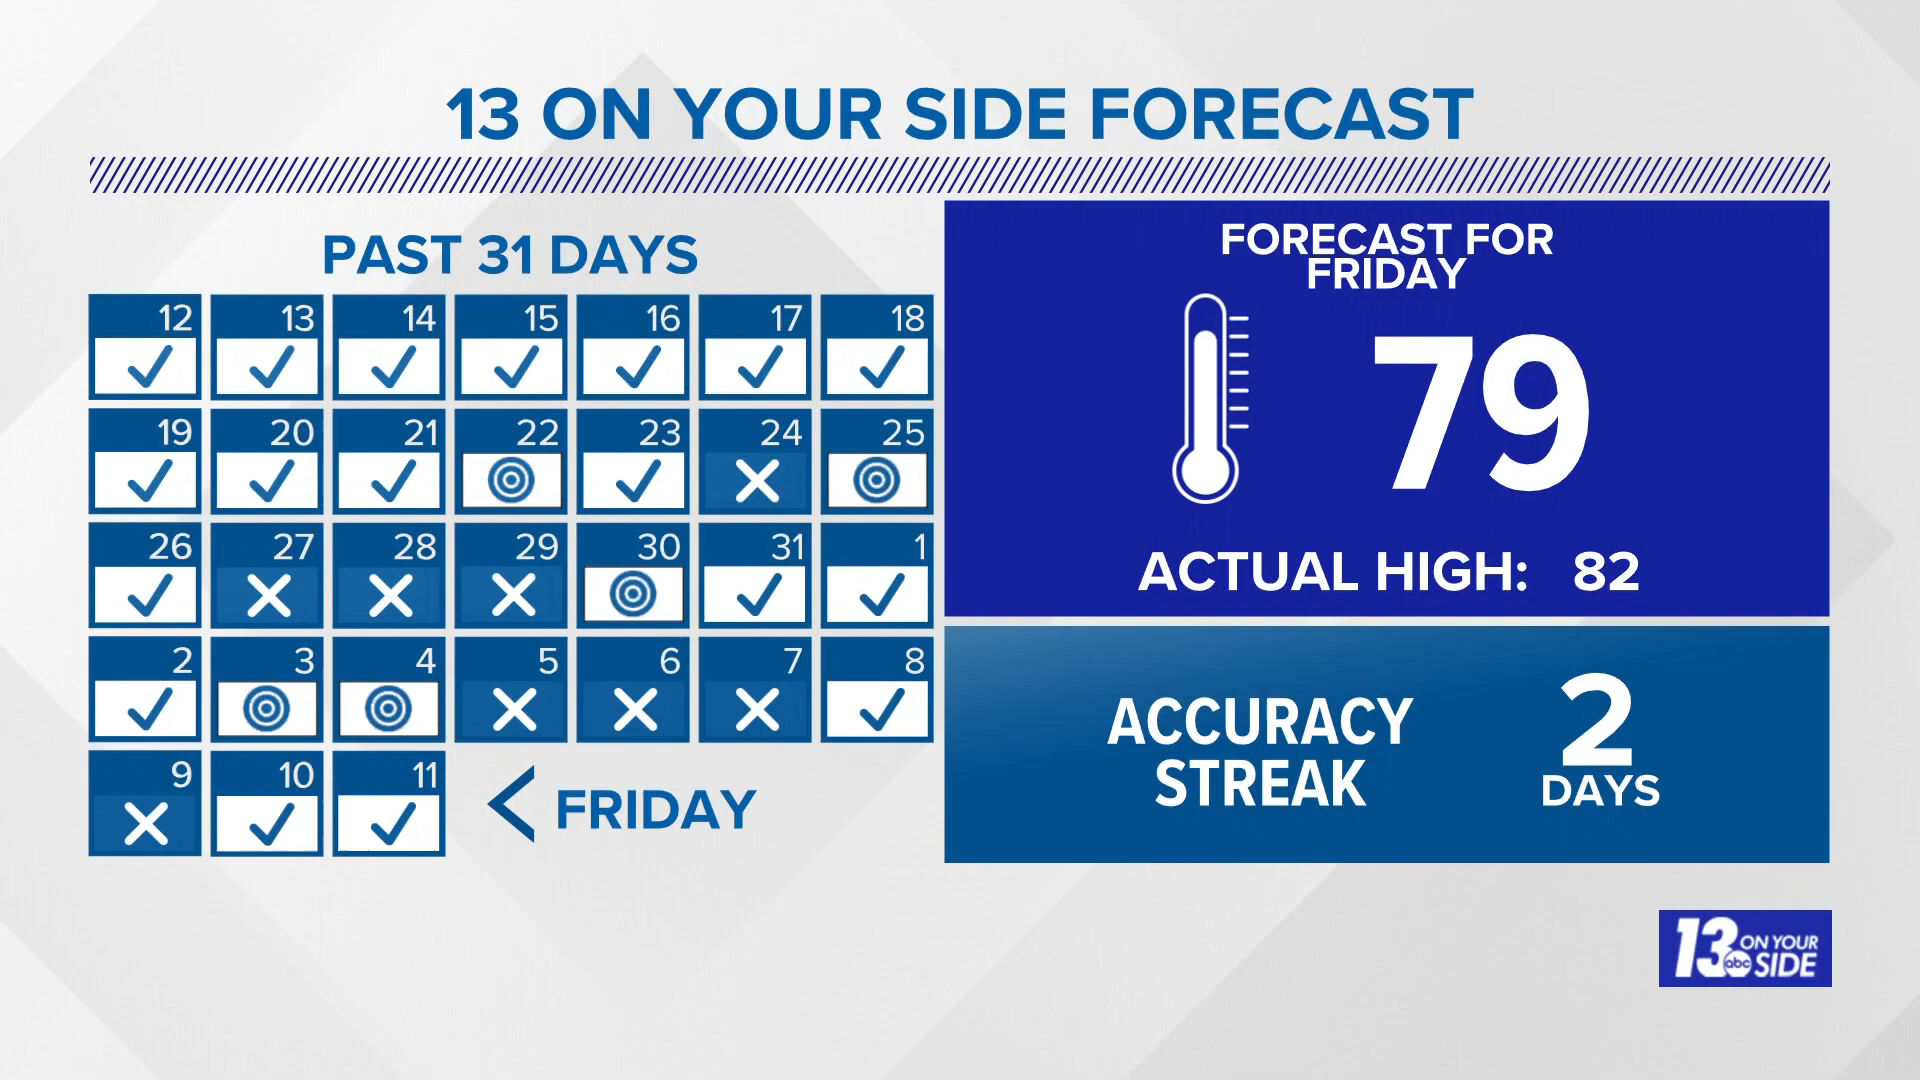 13 ON YOUR SIDE FORECAST
PAST 31 DAYS
12 13 14 15 16 17 18
19 20 21 22 23 24 25
26 27 28 29 30 31 1
2 3 4 5 6 7 8
9 10 11
FRIDAY
FORECAST FOR
FRIDAY
79
ACTUAL HIGH: 82
ACCURACY
STREAK
2
DAYS
13 ON YOUR
abc SIDE